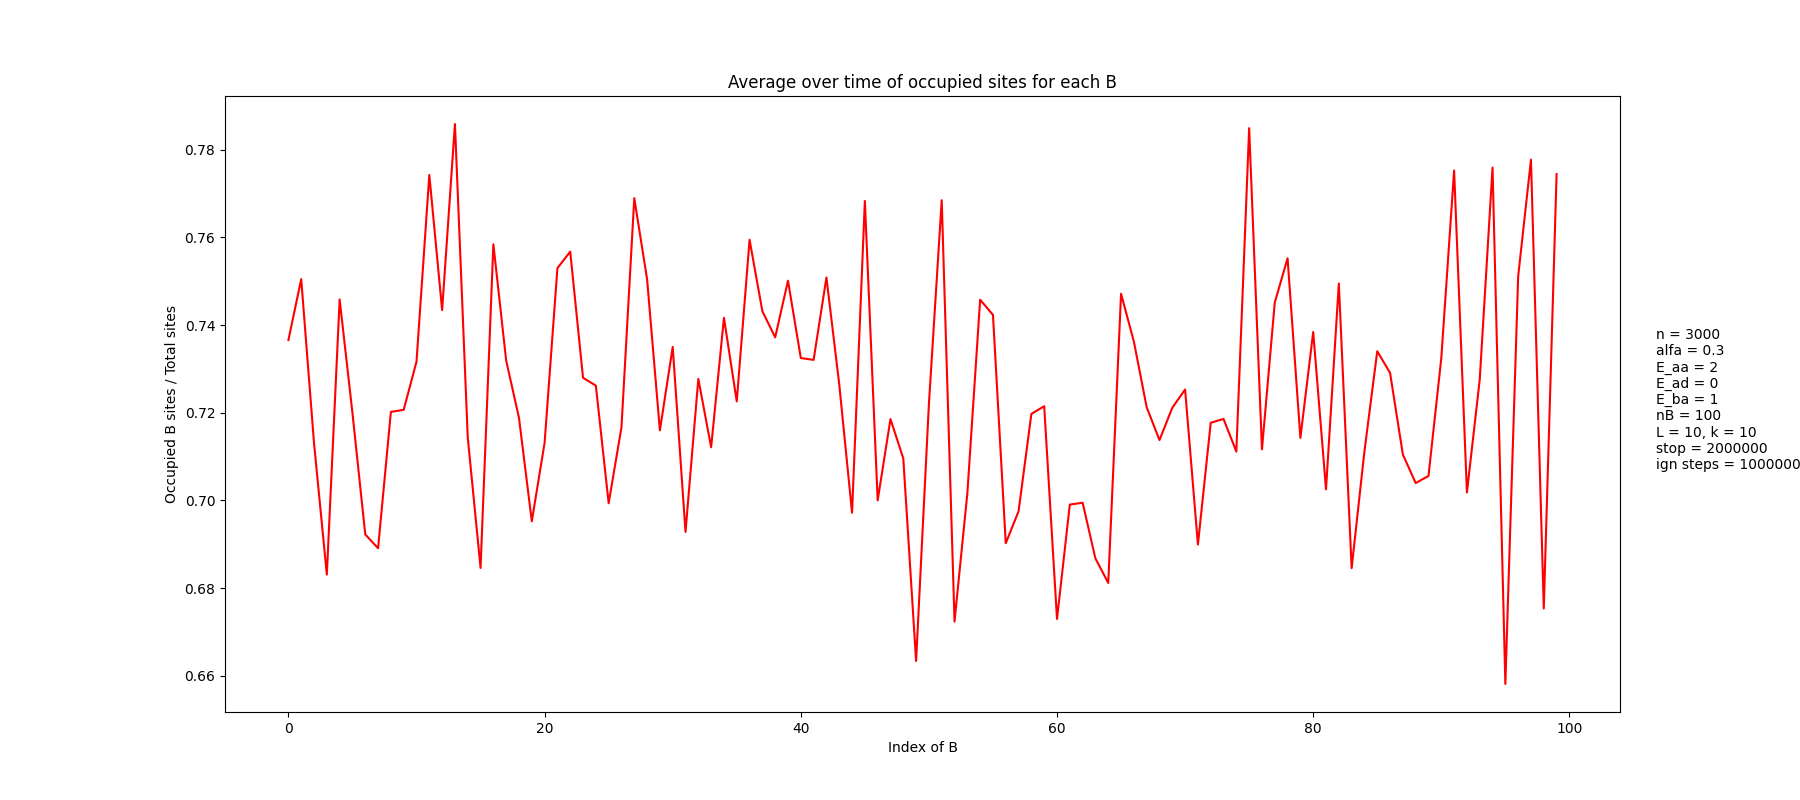 Average over time of occupied sites for each B
Occupied B sites / Total sites
0.78
0.76
0.74
0.72
0.70
0.68
0.66
0 20 40 60 80 100
Index of B
n = 3000
alfa = 0.3
E_aa = 2
E_ad = 0
E_ba = 1
nB = 100
L = 10, k = 10
stop = 2000000
ign steps = 1000000